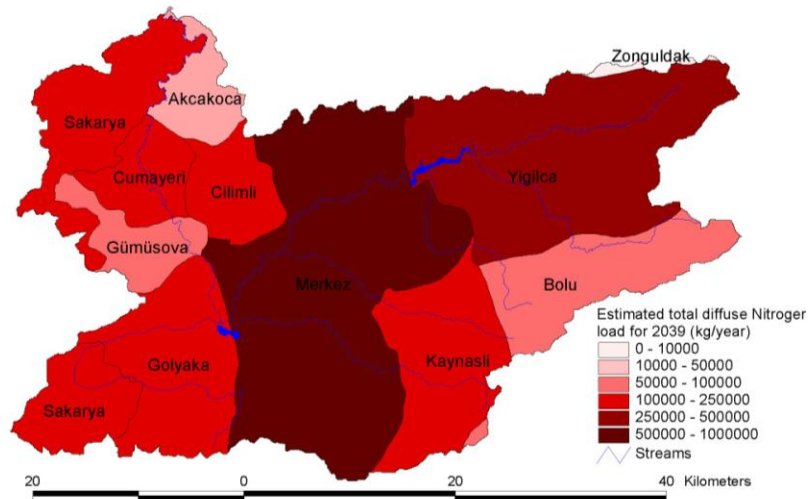 Zonguldak
Akcakoca
Sakarya
Cumayeri
Cilimli
Yigilca
Gümüsova
Merkez
Bolu
Golyaka
Kaynasli
Sakarya
Estimated total diffuse Nitrogen
load for 2039 (kg/year)
0 - 10000
10000 - 50000
50000 - 100000
100000 - 250000
250000 - 500000
500000 - 1000000
Streams
20 0 20 40 Kilometers